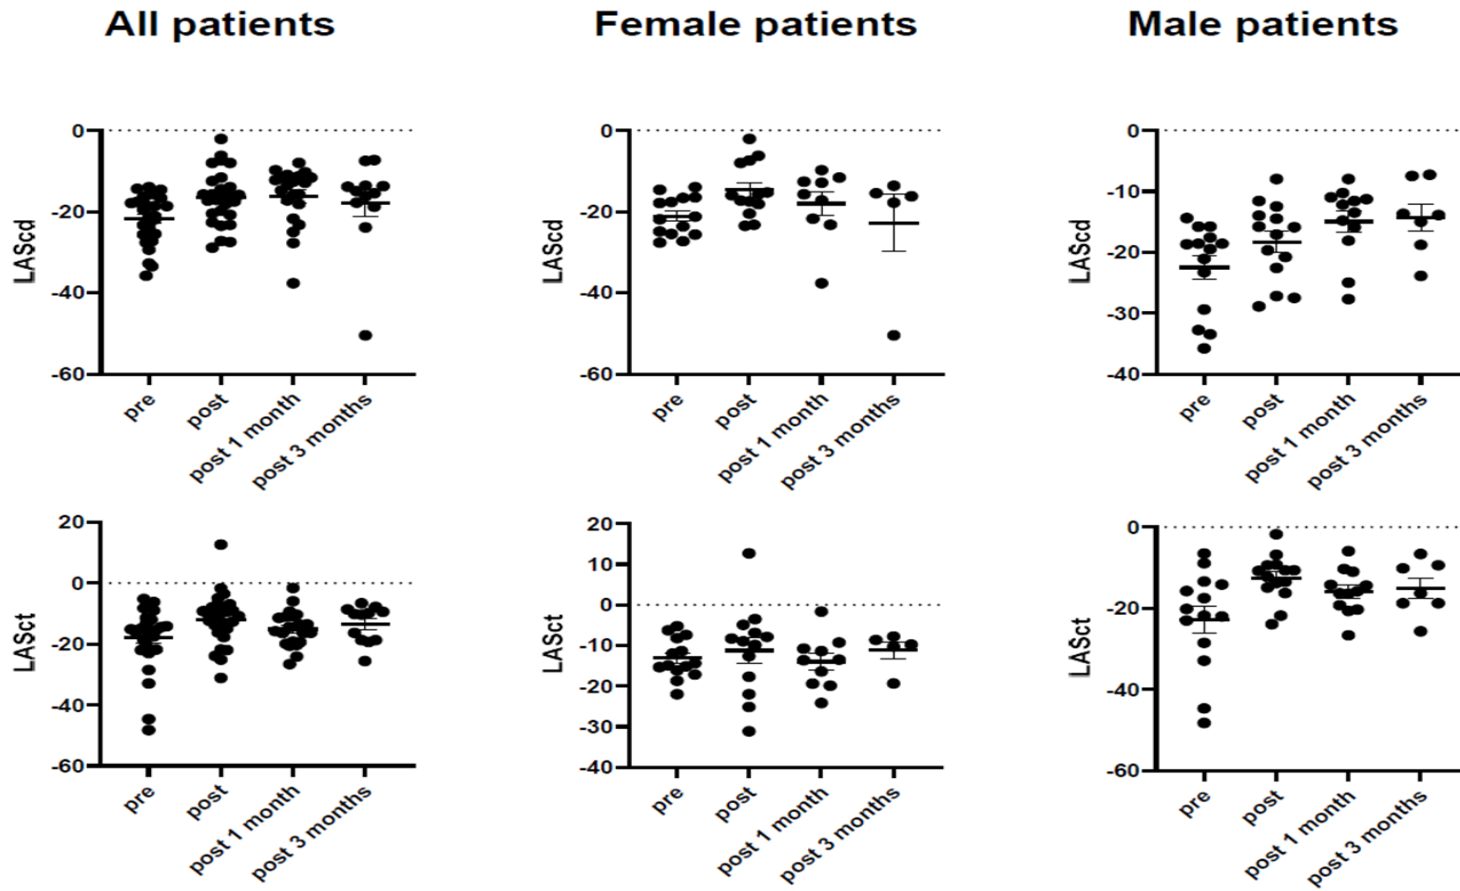 All patients
Female patients
Male patients
LAScd
0
-20
-40
-60
pre
post
post 1 month
post 3 months
LAScd
0
-20
-40
-60
pre
post
post 1 month
post 3 months
LAScd
0
-10
-20
-30
-40
pre
post
post 1 month
post 3 months
LASct
20
0
-20
-40
-60
pre
post
post 1 month
post 3 months
LASct
20
10
0
-10
-20
-30
-40
pre
post
post 1 month
post 3 months
LASct
0
-20
-40
-60
pre
post
post 1 month
post 3 months